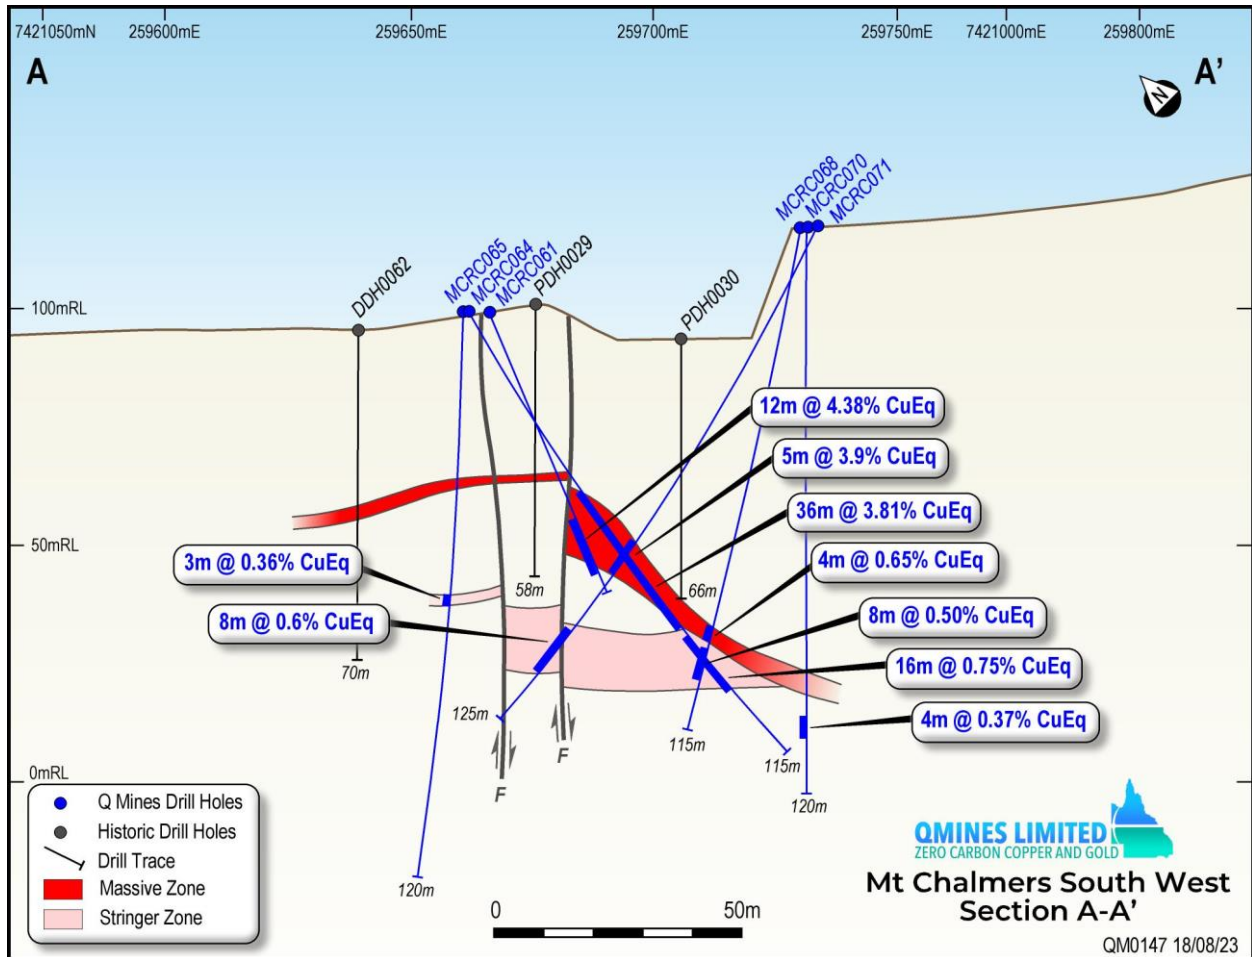 7421050mN
259600mE
259650mE
259700mE
259750mE
7421000mE
259800mE
A
A'
N
MCRC068
MCRC070
MCRC071
DDH0062
MCRC065
MCRC064
MCRC061
PDH0029
PDH0030
100mRL
12m @ 4.38% CuEq
5m @ 3.9% CuEq
36m @ 3.81% CuEq
50mRL
3m @ 0.36% CuEq
4m @ 0.65% CuEq
58m
66m
8m @ 0.6% CuEq
8m @ 0.50% CuEq
70m
16m @ 0.75% CuEq
125m
4m @ 0.37% CuEq
115m
F
115m
0mRL
F
120m
Q Mines Drill Holes
Historic Drill Holes
Drill Trace
Massive Zone
Stringer Zone
120m
0
50m
QMINES LIMITED
ZERO CARBON COPPER AND GOLD
Mt Chalmers South West
Section A-A'
QM0147 18/08/23